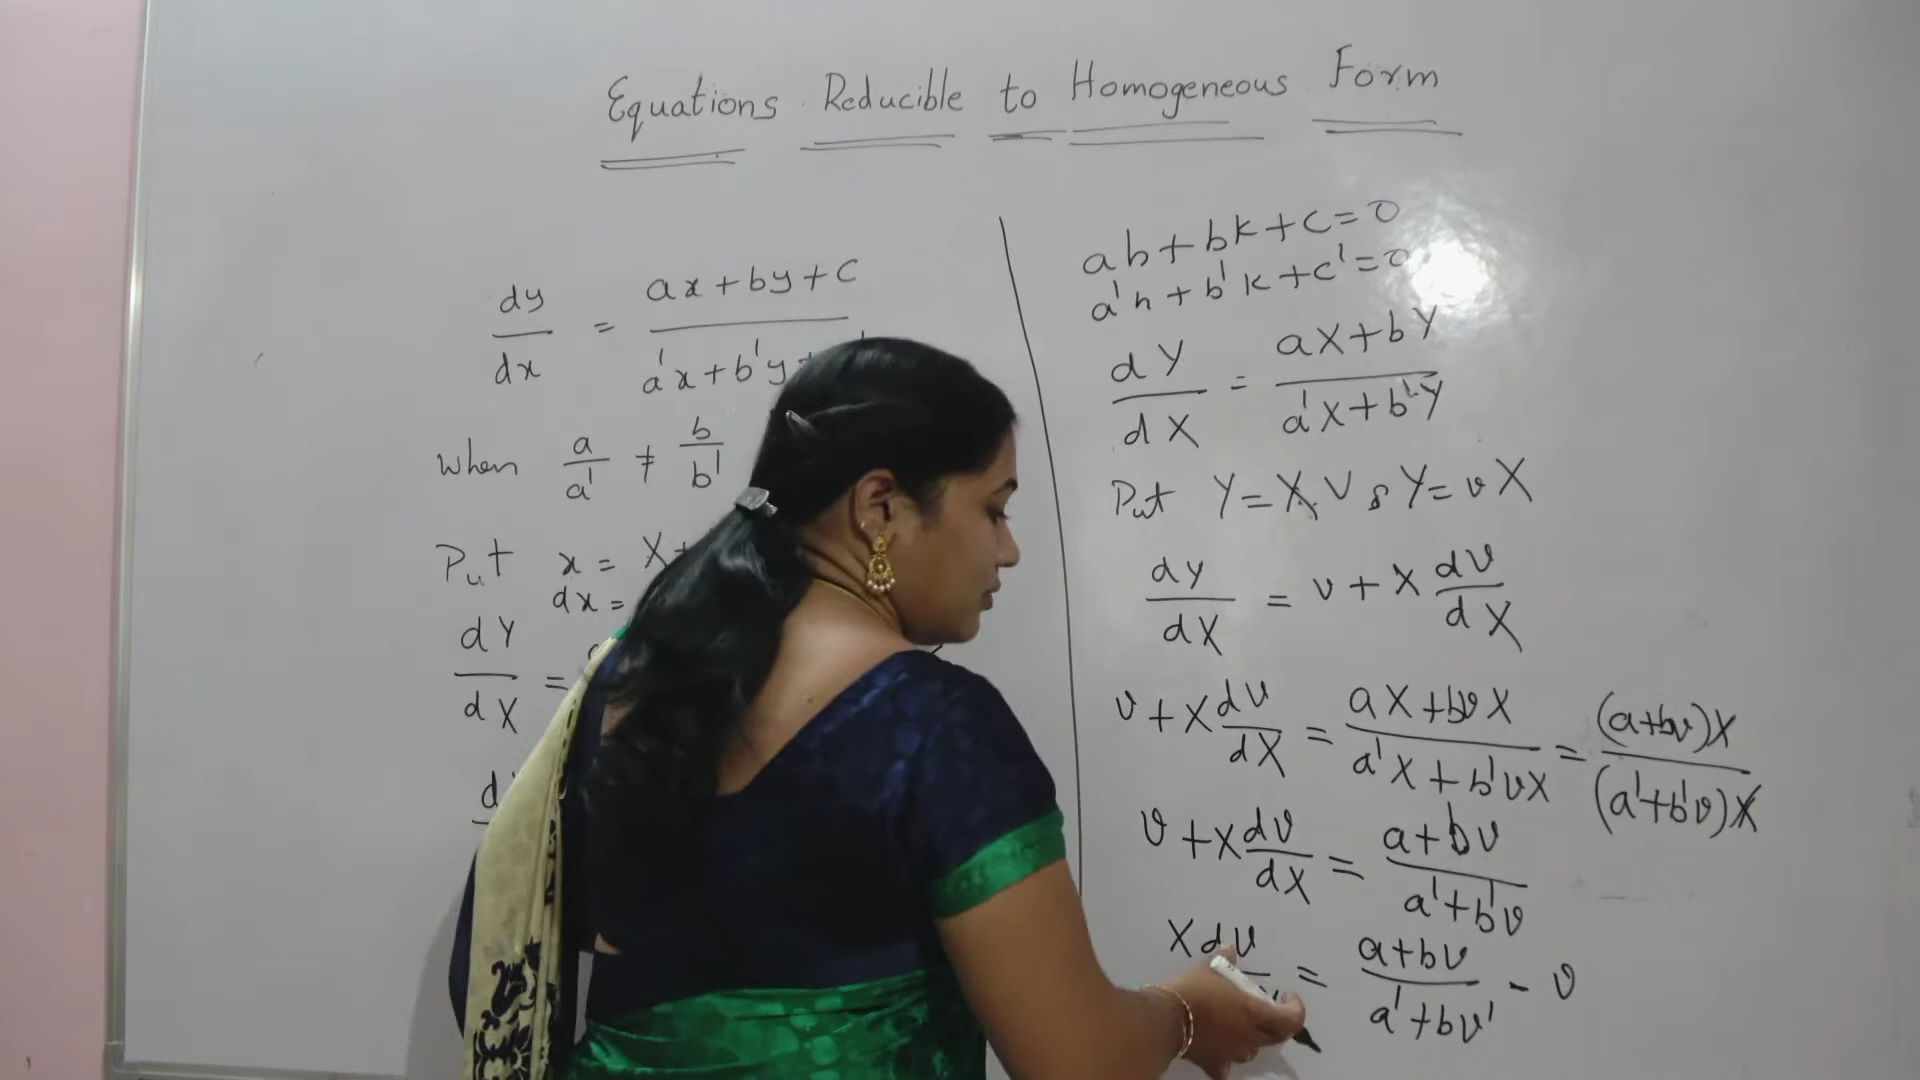 Equations Reducible to Homogeneous Form
dy/dx = ax+by+c / a'x+b'y+
When a/a' ≠ b/b'
Put x = X+
dx =
dY/dX =
d
ah+bk+c=0
a'h+b'k+c'=0
dY/dX = aX+bY / a'X+b'Y
Put Y=X.V & Y=vX
dy/dX = v+X dv/dX
v+X dv/dX = aX+bvX / a'X+b'vX = (a+bv)X / (a'+b'v)X
v+X dv/dX = a+bv / a'+b'v
X dv = a+bv / a'+bv' - v